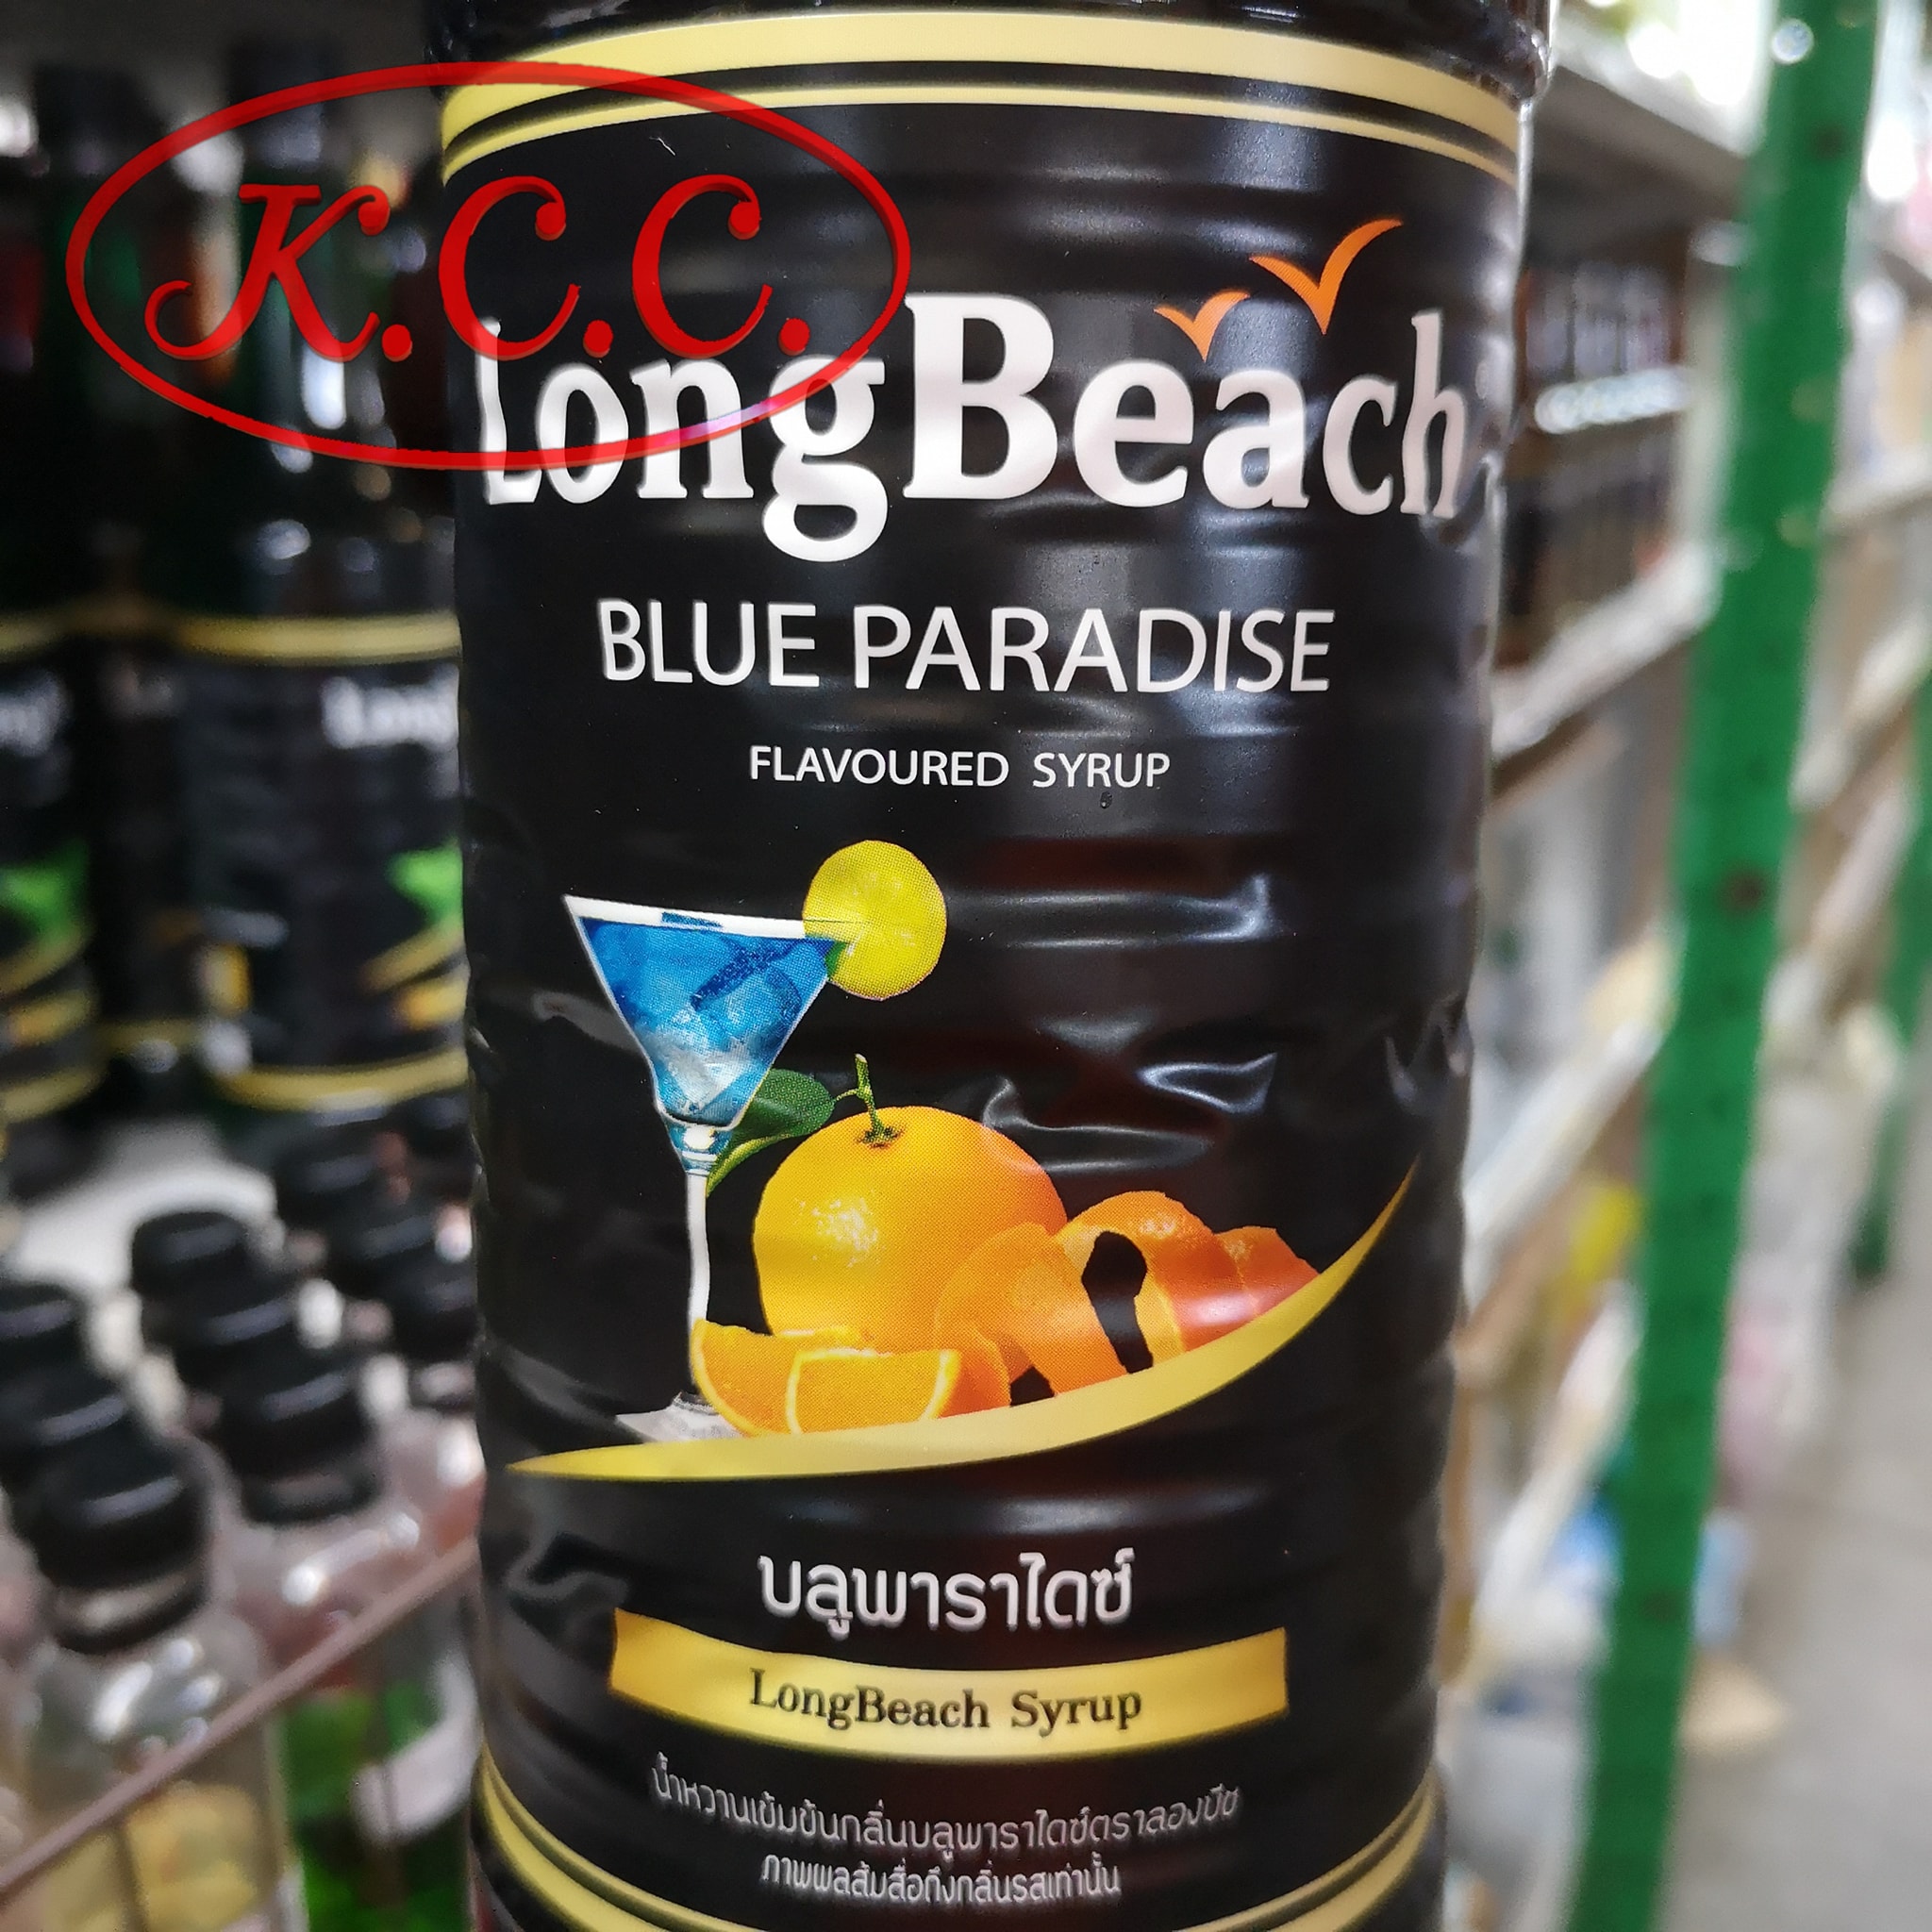 K.C.C.
LongBeach
BLUE PARADISE
FLAVOURED SYRUP
บลูพาราไดซ์
LongBeach Syrup
น้ำหวานเข้มข้นกลิ่นบลูพาราไดซ์ตราลองบีช
ภาพผลส้มสื่อถึงกลิ่นรสเท่านั้น